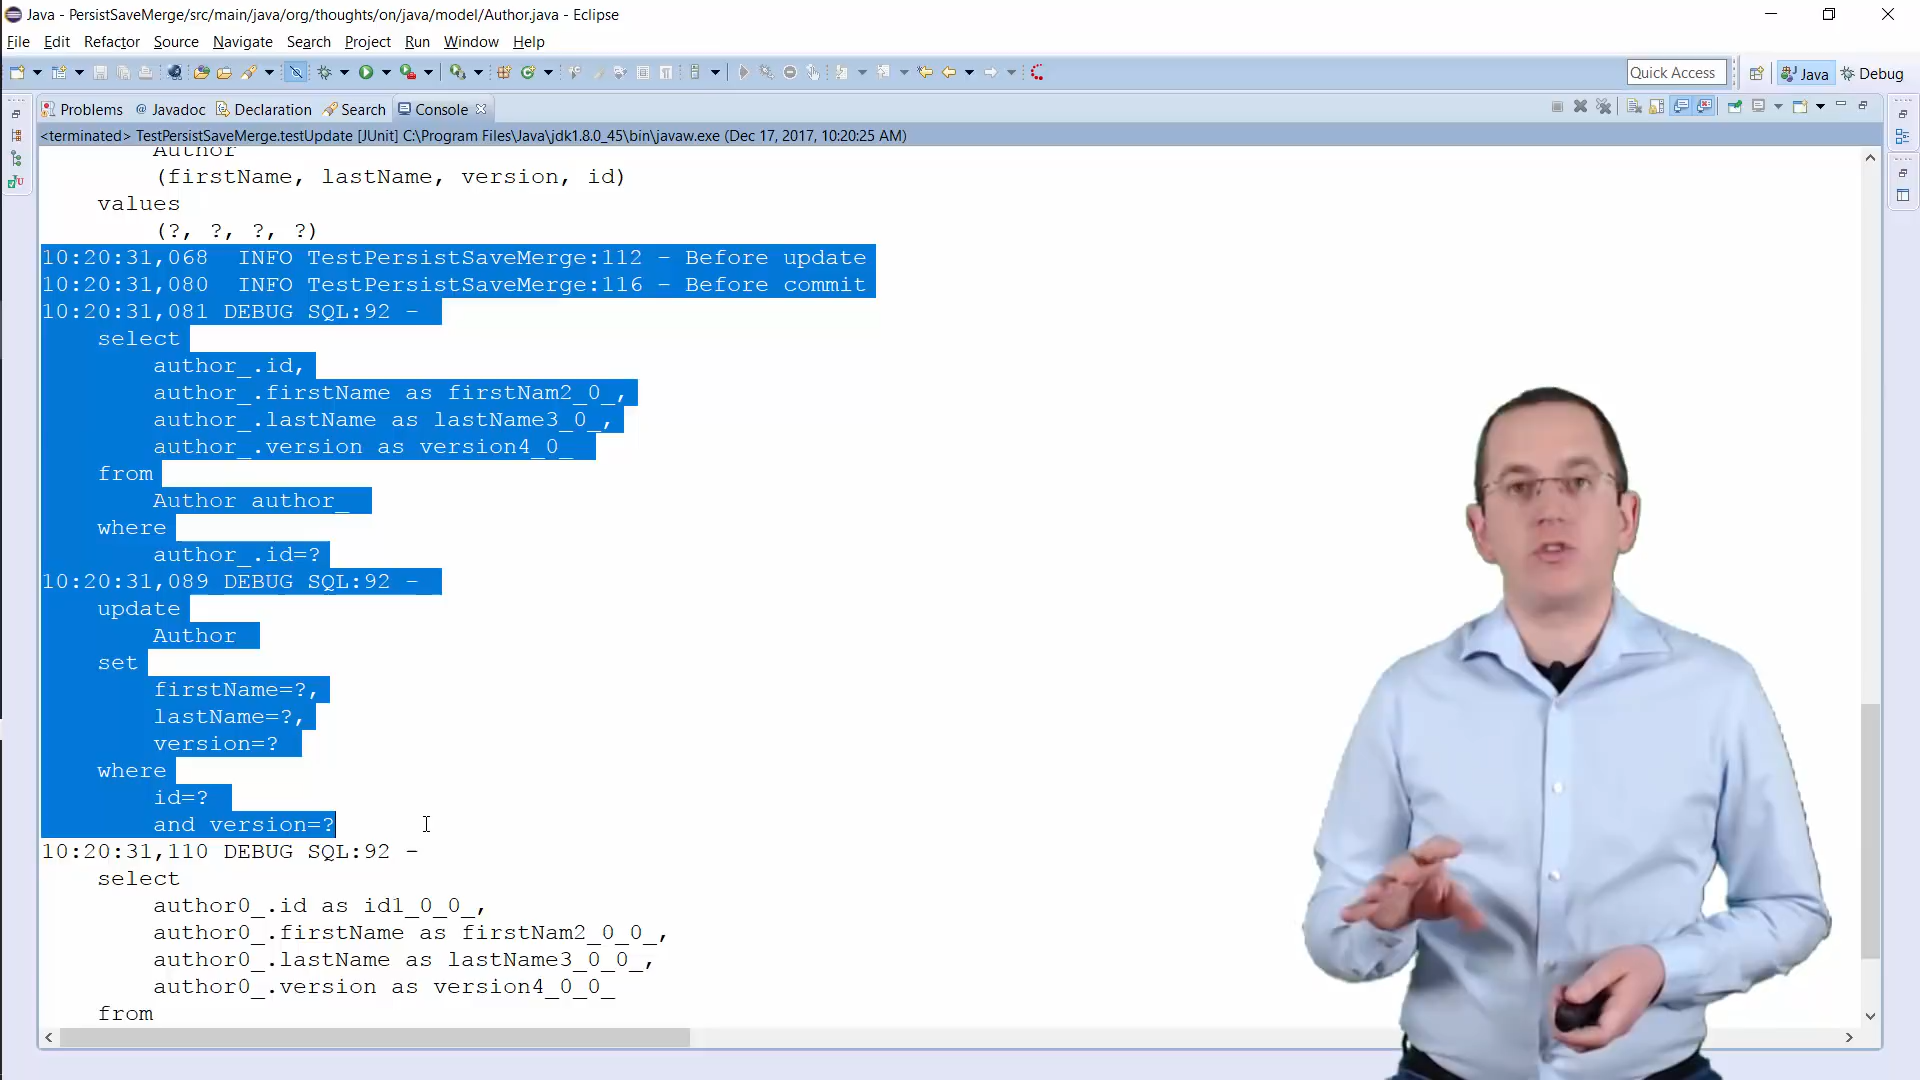 Java - PersistSaveMerge/src/main/java/org/thoughts/on/java/model/Author.java - Eclipse
File Edit Refactor Source Navigate Search Project Run Window Help
Quick Access Java Debug
Problems @ Javadoc Declaration Search Console
<terminated> TestPersistSaveMerge.testUpdate [JUnit] C:\Program Files\Java\jdk1.8.0_45\bin\javaw.exe (Dec 17, 2017, 10:20:25 AM)
Author
(firstName, lastName, version, id)
values
(?, ?, ?, ?)
10:20:31,068  INFO TestPersistSaveMerge:112 - Before update
10:20:31,080  INFO TestPersistSaveMerge:116 - Before commit
10:20:31,081 DEBUG SQL:92 -
select
author_.id,
author_.firstName as firstNam2_0_,
author_.lastName as lastName3_0_,
author_.version as version4_0_
from
Author author_
where
author_.id=?
10:20:31,089 DEBUG SQL:92 -
update
Author
set
firstName=?,
lastName=?,
version=?
where
id=?
and version=?
10:20:31,110 DEBUG SQL:92 -
select
author0_.id as id1_0_0_,
author0_.firstName as firstNam2_0_0_,
author0_.lastName as lastName3_0_0_,
author0_.version as version4_0_0_
from